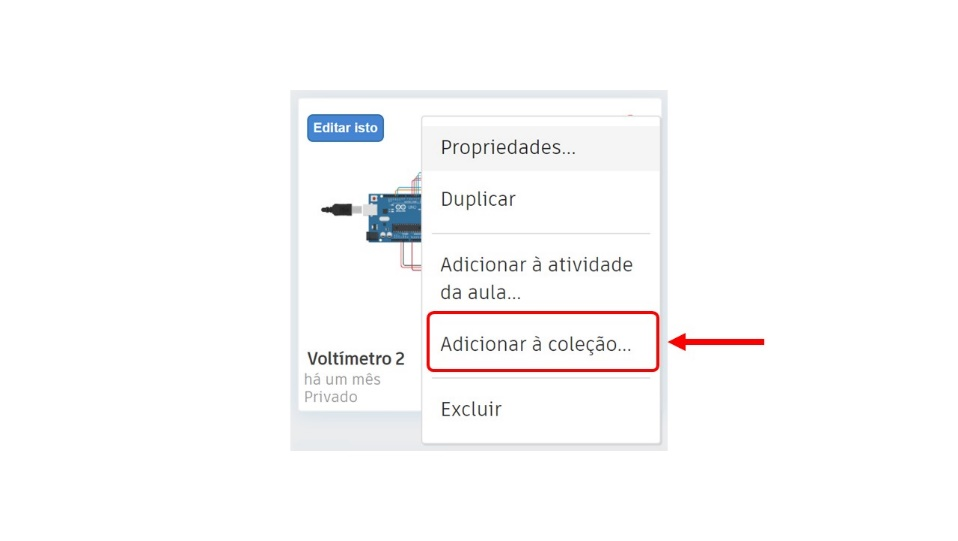 Editar isto
Propriedades...
Duplicar
Adicionar à atividade
da aula...
Adicionar à coleção...
Voltímetro 2
há um mês
Privado
Excluir